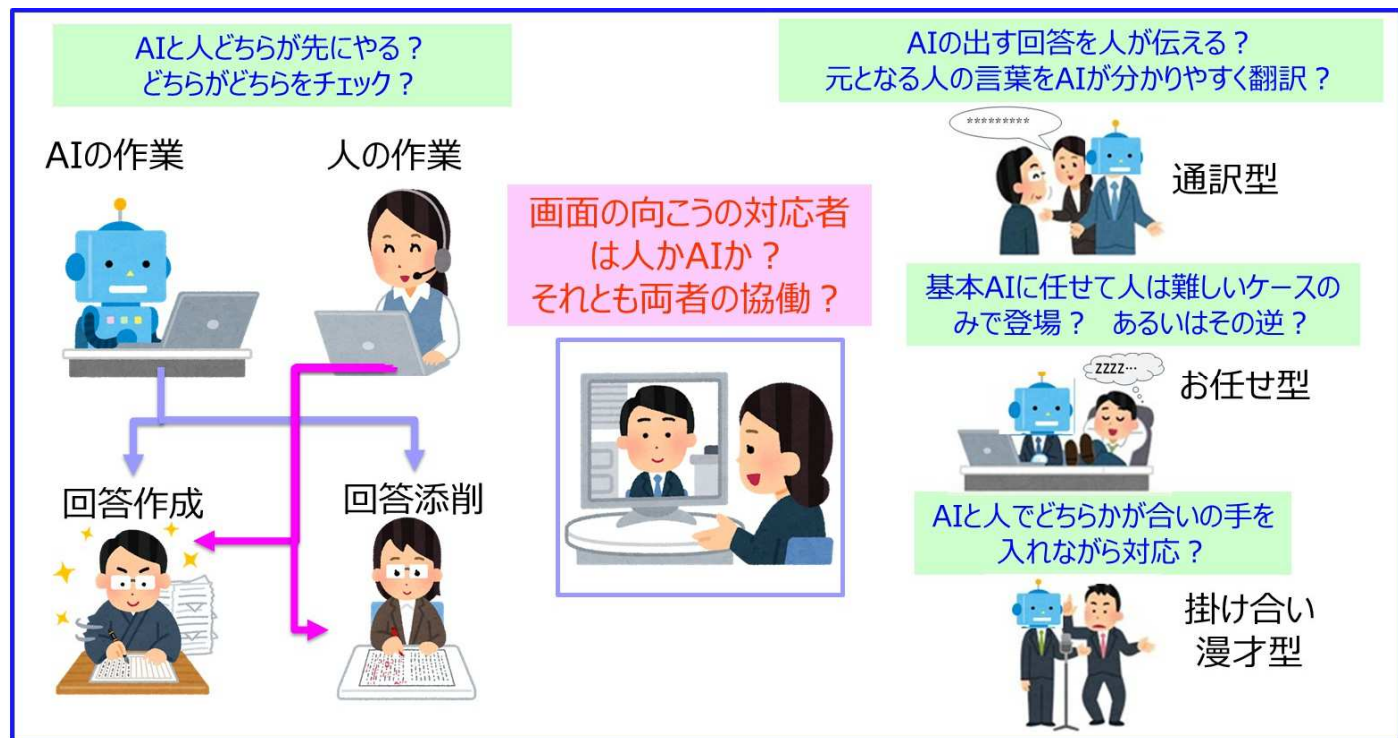 AIと人どちらが先にやる？
どちらがどちらをチェック？
AIの作業
人の作業
回答作成
回答添削
画面の向こうの対応者
は人かAIか？
それとも両者の協働？
AIの出す回答を人が伝える？
元となる人の言葉をAIが分かりやすく翻訳？
*********
通訳型
基本AIに任せて人は難しいケースの
みで登場？　あるいはその逆？
ZZZZ…
お任せ型
AIと人でどちらかが合いの手を
入れながら対応？
掛け合い
漫才型